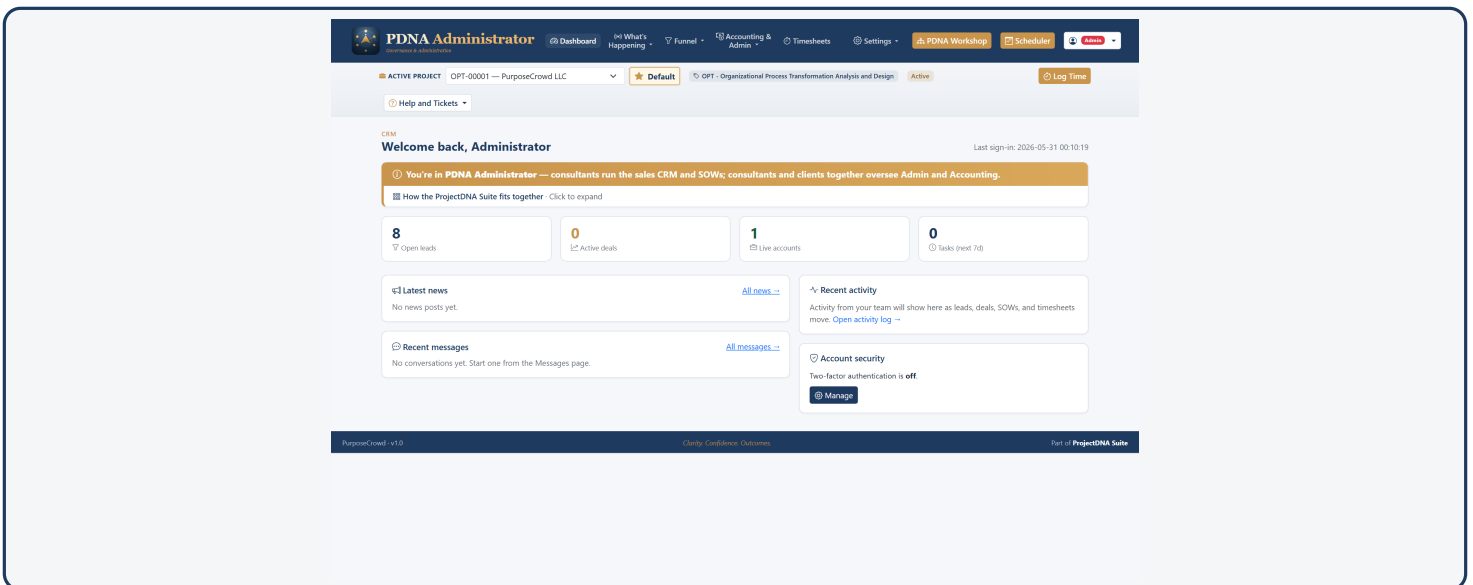 PDNA Administrator
Governance & Administration
Dashboard
What's Happening
Funnel
Accounting & Admin
Timesheets
Settings
PDNA Workshop
Scheduler
Admin
ACTIVE PROJECT
OPT-00001 — PurposeCrowd LLC
Default
OPT - Organizational Process Transformation Analysis and Design
Active
Log Time
Help and Tickets
CRM
Welcome back, Administrator
Last sign-in: 2026-05-31 00:10:19
You're in PDNA Administrator — consultants run the sales CRM and SOWs; consultants and clients together oversee Admin and Accounting.
How the ProjectDNA Suite fits together · Click to expand
8
Open leads
0
Active deals
1
Live accounts
0
Tasks (next 7d)
Latest news
All news →
No news posts yet.
Recent messages
All messages →
No conversations yet. Start one from the Messages page.
Recent activity
Activity from your team will show here as leads, deals, SOWs, and timesheets
move. Open activity log →
Account security
Two-factor authentication is off.
Manage
PurposeCrowd · v1.0
Clarity. Confidence. Outcomes.
Part of ProjectDNA Suite